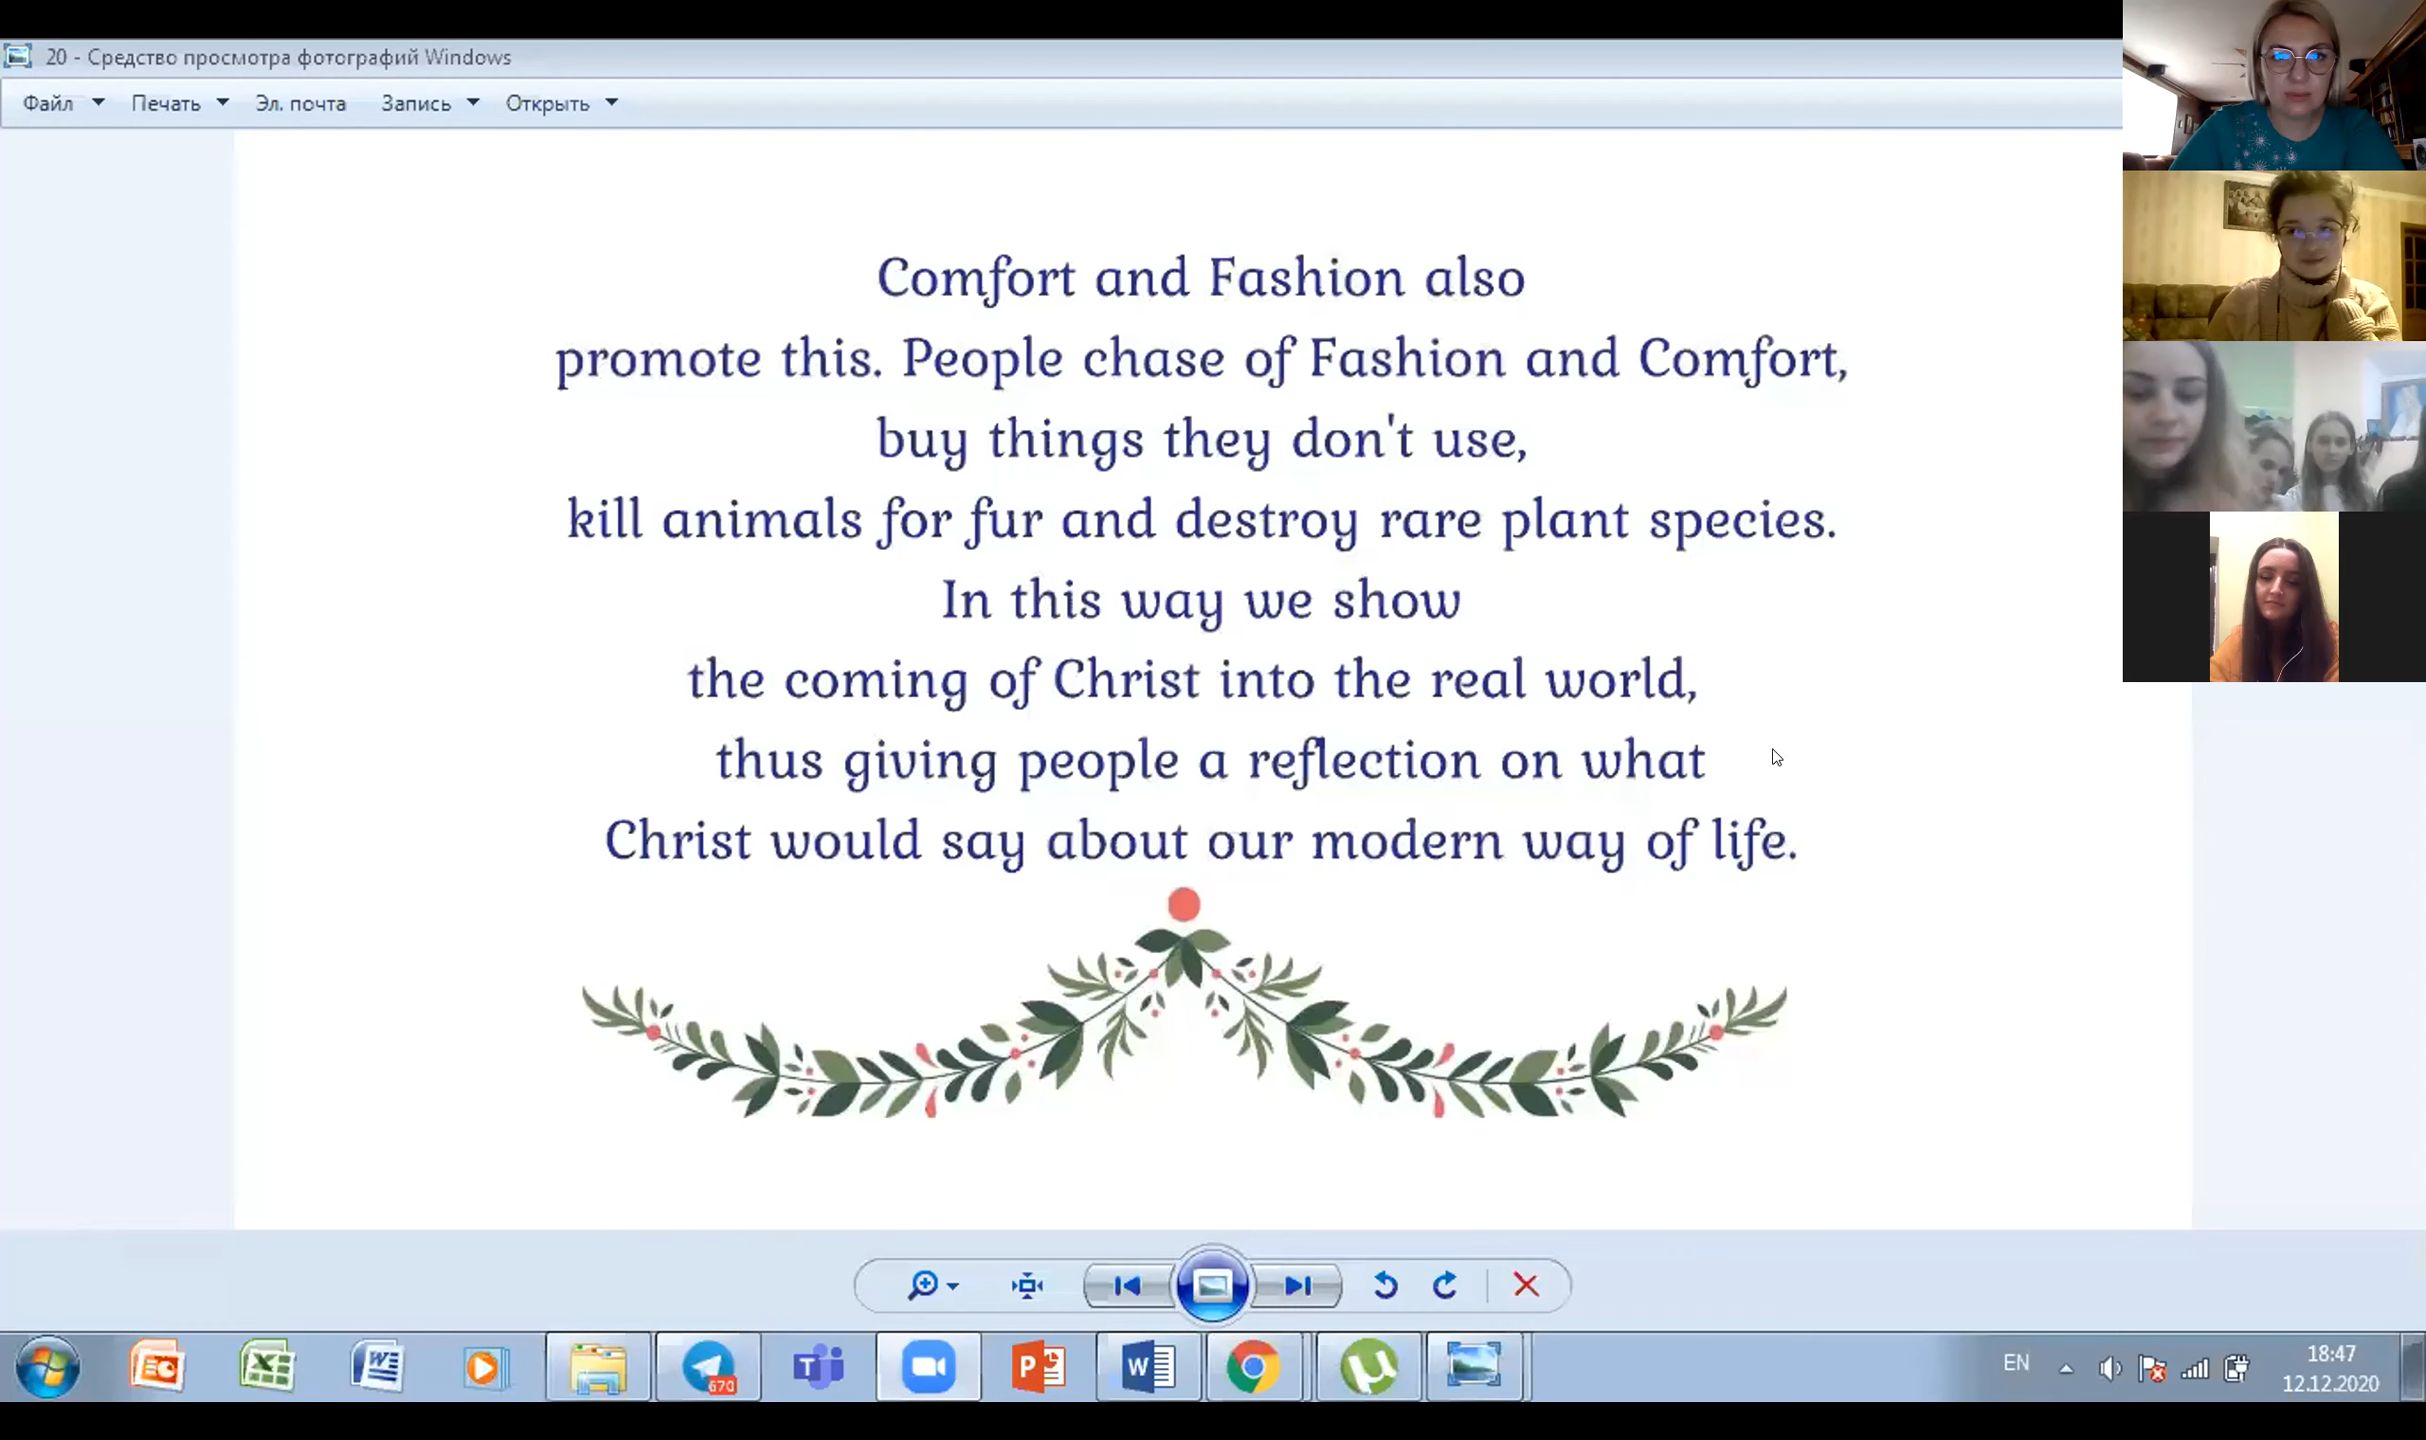 20 - Средство просмотра фотографий Windows
Файл Печать Эл. почта Запись Открыть
Comfort and Fashion also
promote this. People chase of Fashion and Comfort,
buy things they don't use,
kill animals for fur and destroy rare plant species.
In this way we show
the coming of Christ into the real world,
thus giving people a reflection on what
Christ would say about our modern way of life.
670
EN
18:47
12.12.2020